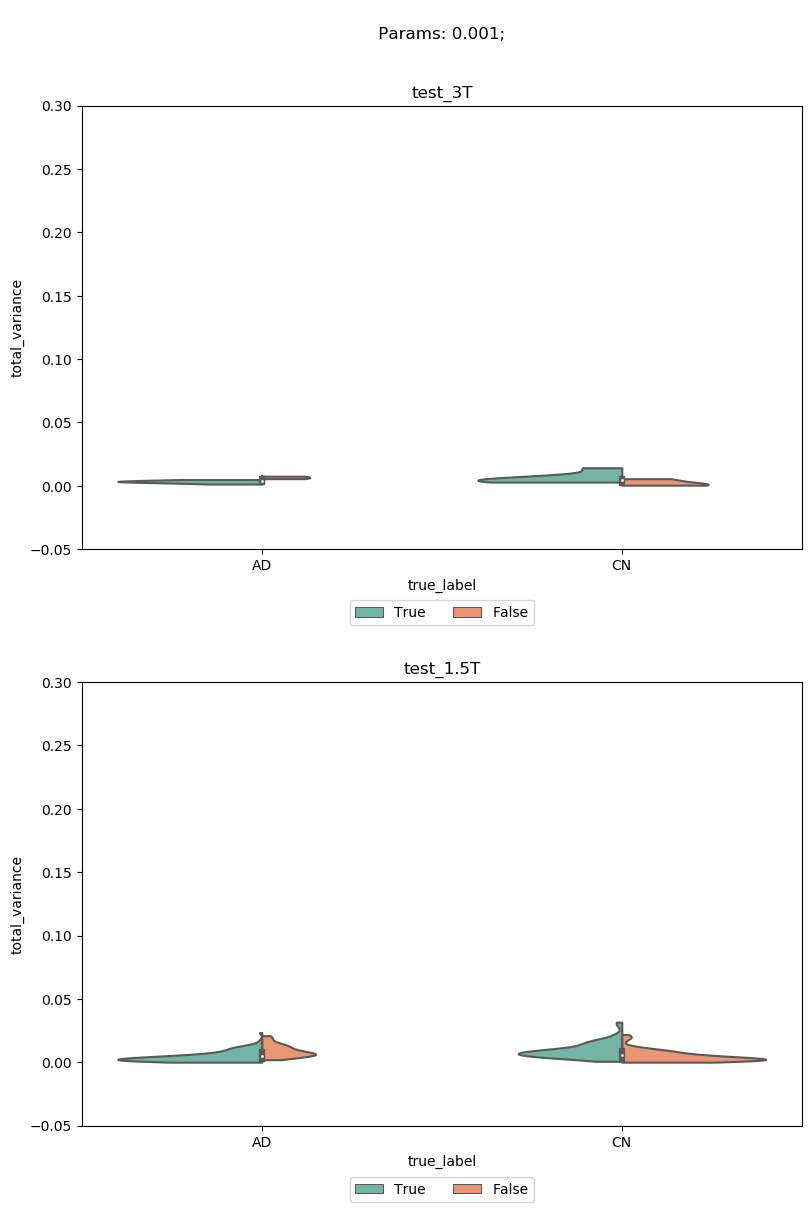 Params: 0.001;
test_3T
0.30
0.25
0.20
0.15
0.10
0.05
0.00
−0.05
total_variance
AD CN
true_label
True False
test_1.5T
0.30
0.25
0.20
0.15
0.10
0.05
0.00
−0.05
total_variance
AD CN
true_label
True False